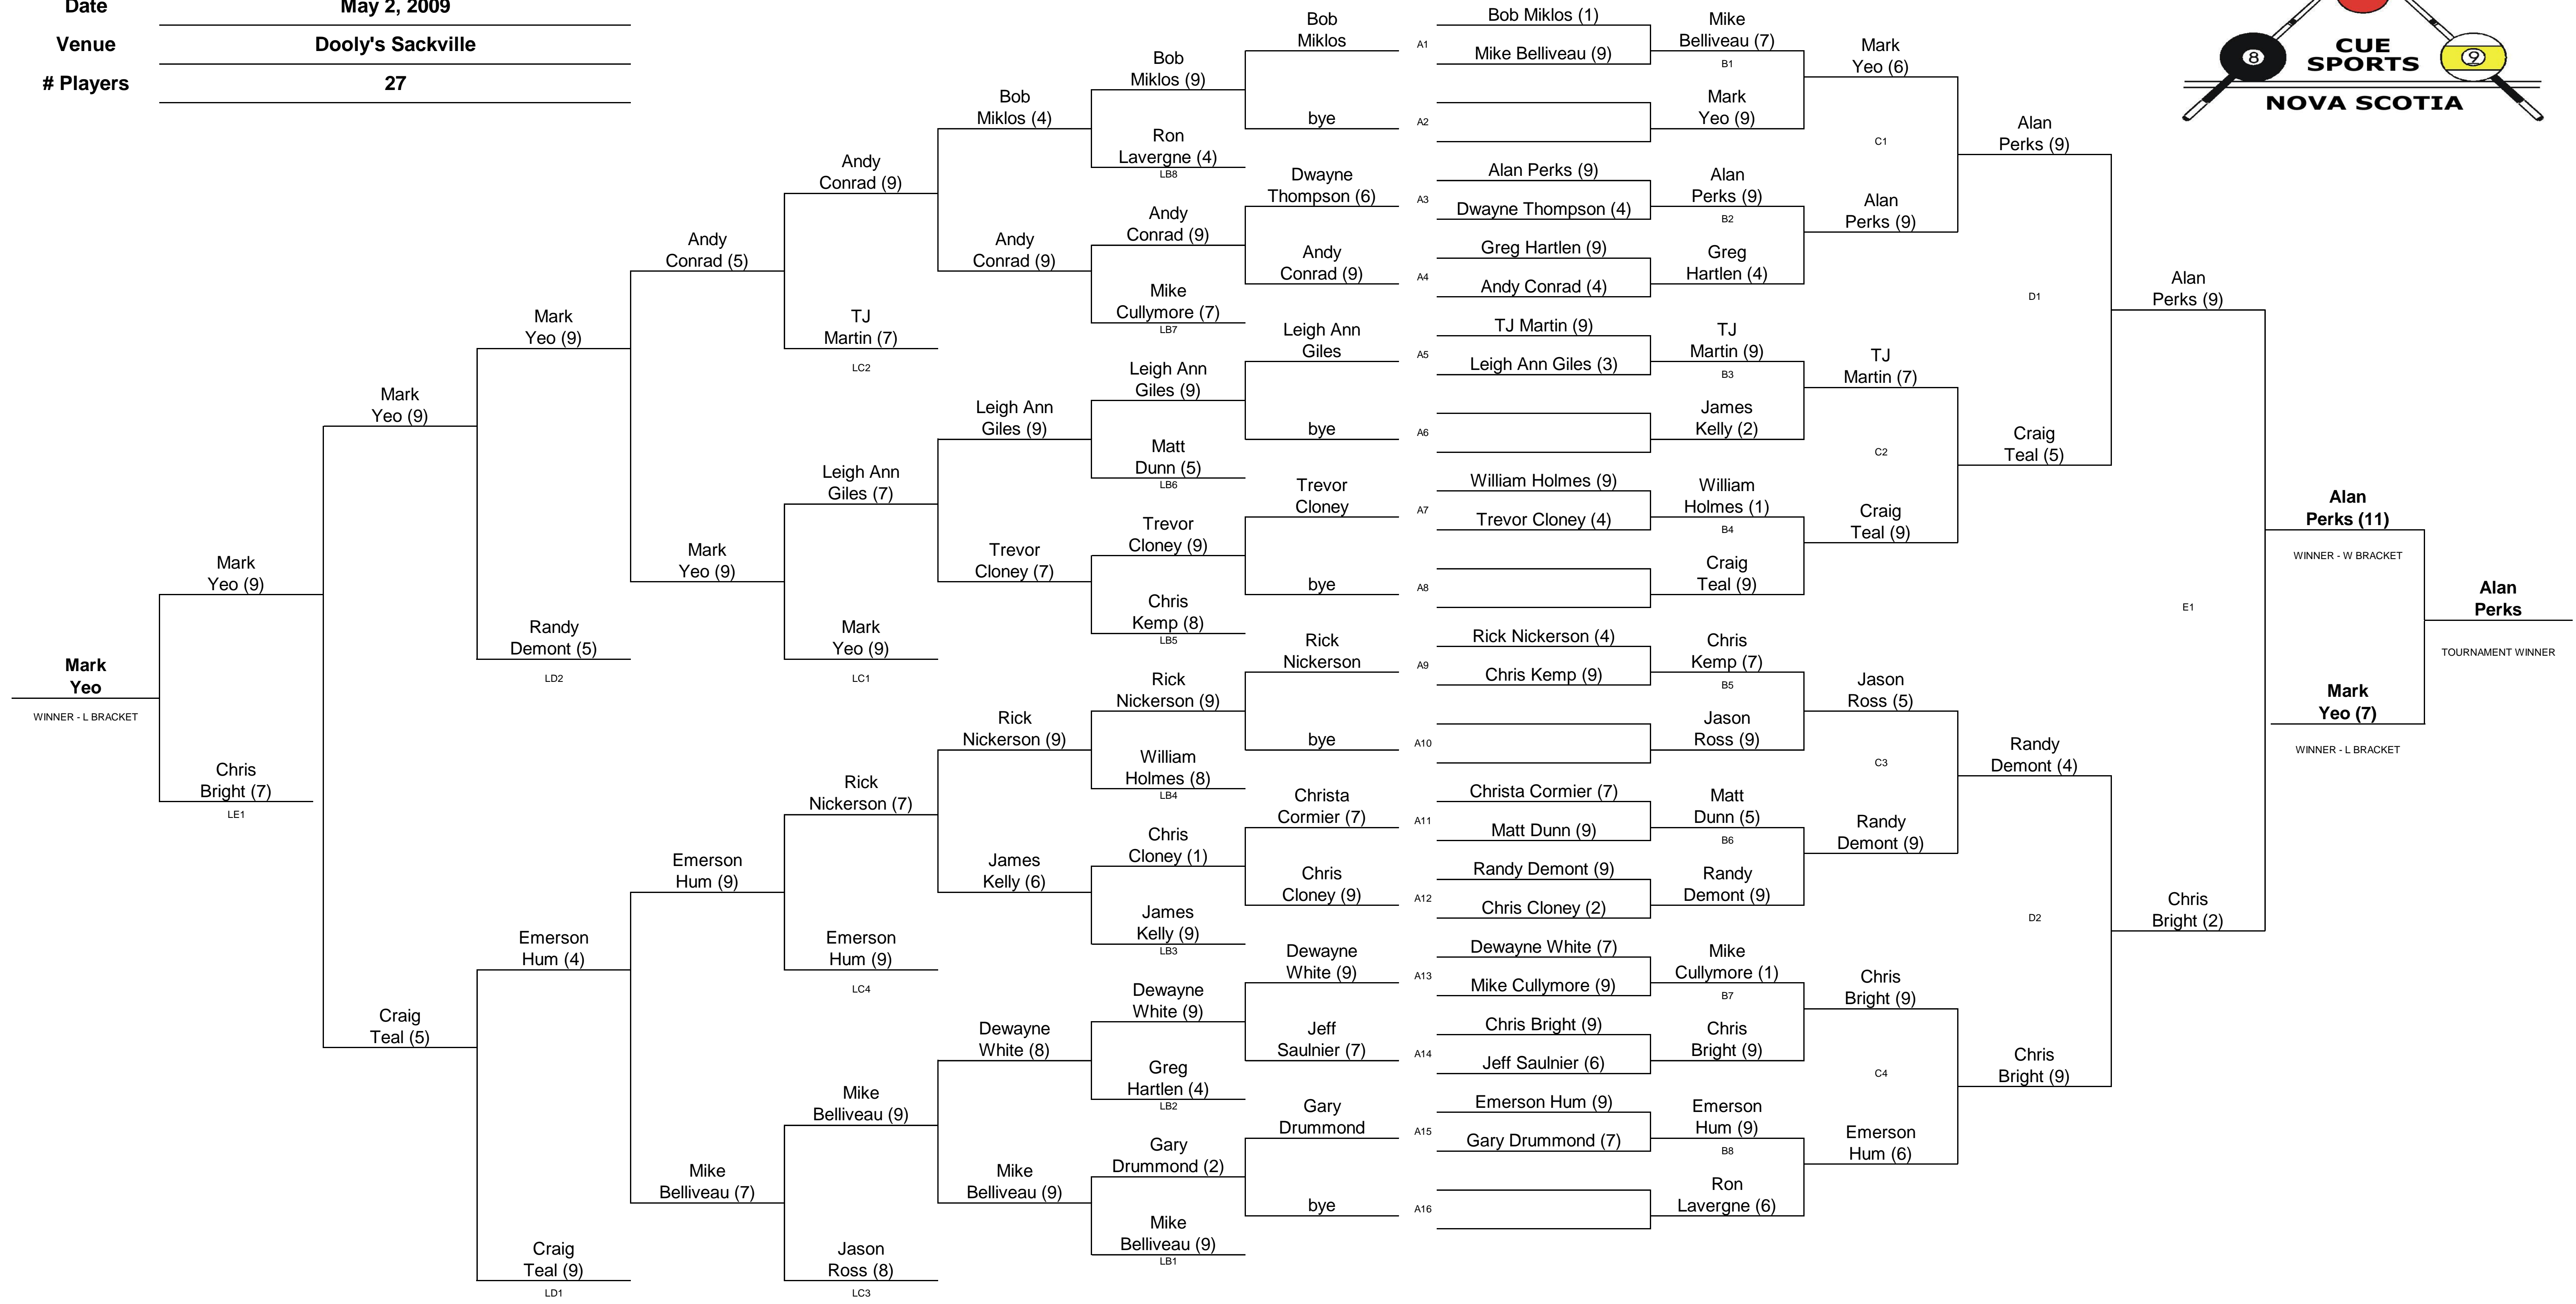 Date
May 2, 2009
Venue
Dooly's Sackville
# Players
27
CUE
SPORTS
NOVA SCOTIA
8
9
Mark
Yeo
WINNER - L BRACKET
Mark
Yeo (9)
Chris
Bright (7)
LE1
Mark
Yeo (9)
Craig
Teal (5)
Mark
Yeo (9)
Randy
Demont (5)
LD2
Emerson
Hum (4)
Craig
Teal (9)
LD1
Andy
Conrad (5)
Mark
Yeo (9)
Emerson
Hum (9)
Mike
Belliveau (7)
Andy
Conrad (9)
TJ
Martin (7)
LC2
Leigh Ann
Giles (7)
Mark
Yeo (9)
LC1
Rick
Nickerson (7)
Emerson
Hum (9)
LC4
Mike
Belliveau (9)
Jason
Ross (8)
LC3
Bob
Miklos (4)
Andy
Conrad (9)
Leigh Ann
Giles (9)
Trevor
Cloney (7)
Rick
Nickerson (9)
James
Kelly (6)
Dewayne
White (8)
Mike
Belliveau (9)
Bob
Miklos (9)
Ron
Lavergne (4)
LB8
Andy
Conrad (9)
Mike
Cullymore (7)
LB7
Leigh Ann
Giles (9)
Matt
Dunn (5)
LB6
Trevor
Cloney (9)
Chris
Kemp (8)
LB5
Rick
Nickerson (9)
William
Holmes (8)
LB4
Chris
Cloney (1)
James
Kelly (9)
LB3
Dewayne
White (9)
Greg
Hartlen (4)
LB2
Gary
Drummond (2)
Mike
Belliveau (9)
LB1
Bob
Miklos
bye
Dwayne
Thompson (6)
Andy
Conrad (9)
Leigh Ann
Giles
bye
Trevor
Cloney
bye
Rick
Nickerson
bye
Christa
Cormier (7)
Chris
Cloney (9)
Dewayne
White (9)
Jeff
Saulnier (7)
Gary
Drummond
bye
A1
A2
A3
A4
A5
A6
A7
A8
A9
A10
A11
A12
A13
A14
A15
A16
Bob Miklos (1)
Mike Belliveau (9)
Alan Perks (9)
Dwayne Thompson (4)
Greg Hartlen (9)
Andy Conrad (4)
TJ Martin (9)
Leigh Ann Giles (3)
William Holmes (9)
Trevor Cloney (4)
Rick Nickerson (4)
Chris Kemp (9)
Christa Cormier (7)
Matt Dunn (9)
Randy Demont (9)
Chris Cloney (2)
Dewayne White (7)
Mike Cullymore (9)
Chris Bright (9)
Jeff Saulnier (6)
Emerson Hum (9)
Gary Drummond (7)
Mike
Belliveau (7)
B1
Mark
Yeo (9)
Alan
Perks (9)
B2
Greg
Hartlen (4)
TJ
Martin (9)
B3
James
Kelly (2)
William
Holmes (1)
B4
Craig
Teal (9)
Chris
Kemp (7)
B5
Jason
Ross (9)
Matt
Dunn (5)
B6
Randy
Demont (9)
Mike
Cullymore (1)
B7
Chris
Bright (9)
Emerson
Hum (9)
B8
Ron
Lavergne (6)
Mark
Yeo (6)
C1
Alan
Perks (9)
TJ
Martin (7)
C2
Craig
Teal (9)
Jason
Ross (5)
C3
Randy
Demont (9)
Chris
Bright (9)
C4
Emerson
Hum (6)
Alan
Perks (9)
D1
Craig
Teal (5)
Randy
Demont (4)
D2
Chris
Bright (9)
Alan
Perks (9)
E1
Chris
Bright (2)
Alan
Perks (11)
WINNER - W BRACKET
Mark
Yeo (7)
WINNER - L BRACKET
Alan
Perks
TOURNAMENT WINNER